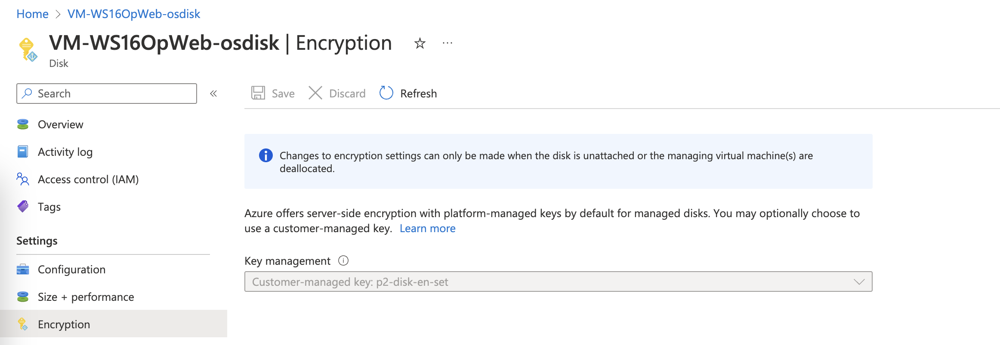 Home > VM-WS16OpWeb-osdisk
VM-WS16OpWeb-osdisk | Encryption
Disk
Search
Save
Discard
Refresh
Overview
Activity log
Access control (IAM)
Tags
Settings
Configuration
Size + performance
Encryption
Changes to encryption settings can only be made when the disk is unattached or the managing virtual machine(s) are
deallocated.
Azure offers server-side encryption with platform-managed keys by default for managed disks. You may optionally choose to
use a customer-managed key. Learn more
Key management
Customer-managed key: p2-disk-en-set